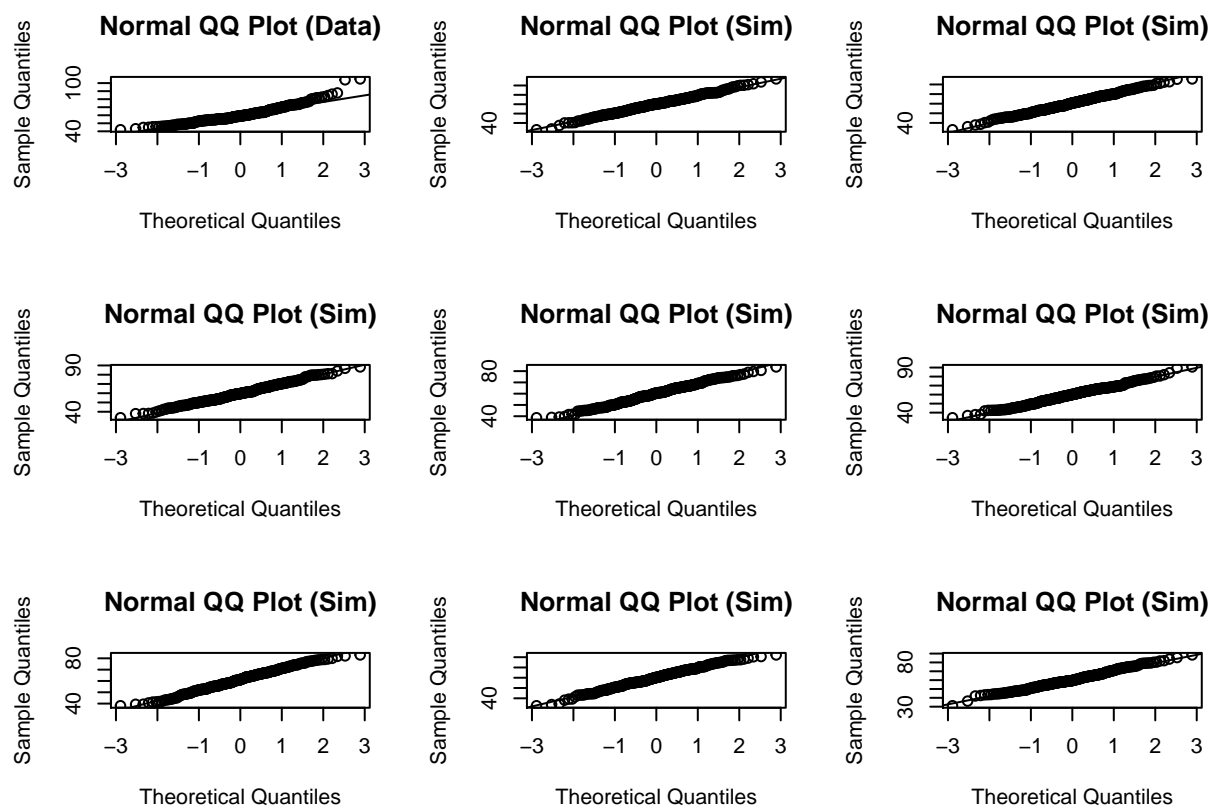 Normal QQ Plot (Data)
Sample Quantiles
40 100
−3 −1 0 1 2 3
Theoretical Quantiles
Normal QQ Plot (Sim)
Sample Quantiles
40
−3 −1 0 1 2 3
Theoretical Quantiles
Normal QQ Plot (Sim)
Sample Quantiles
40
−3 −1 0 1 2 3
Theoretical Quantiles
Normal QQ Plot (Sim)
Sample Quantiles
40 90
−3 −1 0 1 2 3
Theoretical Quantiles
Normal QQ Plot (Sim)
Sample Quantiles
40 80
−3 −1 0 1 2 3
Theoretical Quantiles
Normal QQ Plot (Sim)
Sample Quantiles
40 90
−3 −1 0 1 2 3
Theoretical Quantiles
Normal QQ Plot (Sim)
Sample Quantiles
40 80
−3 −1 0 1 2 3
Theoretical Quantiles
Normal QQ Plot (Sim)
Sample Quantiles
40
−3 −1 0 1 2 3
Theoretical Quantiles
Normal QQ Plot (Sim)
Sample Quantiles
30 80
−3 −1 0 1 2 3
Theoretical Quantiles